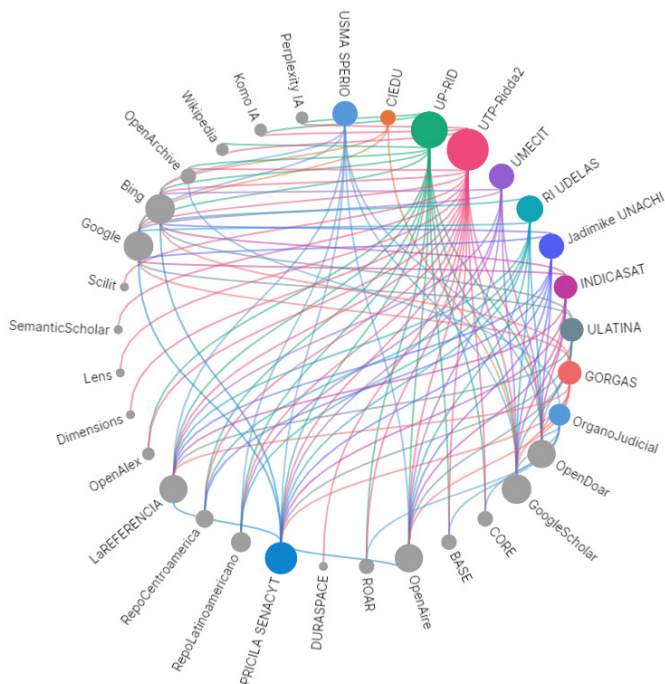 USMA SPERIO
CIEDU
UP-RID
UTP-Ridda2
UMECIT
RI UDELAS
Jadimike UNACHI
INDICASAT
ULATINA
GORGAS
OrganoJudicial
OpenDoar
GoogleScholar
CORE
BASE
OpenAire
ROAR
DURASPACE
PRICILA SENACYT
RepoLatinoamericano
RepoCentroamerica
LaREFERENCIA
OpenAlex
Dimensions
Lens
SemanticScholar
Scilit
Google
Bing
OpenArchive
Wikipedia
Komo IA
Perplexity IA